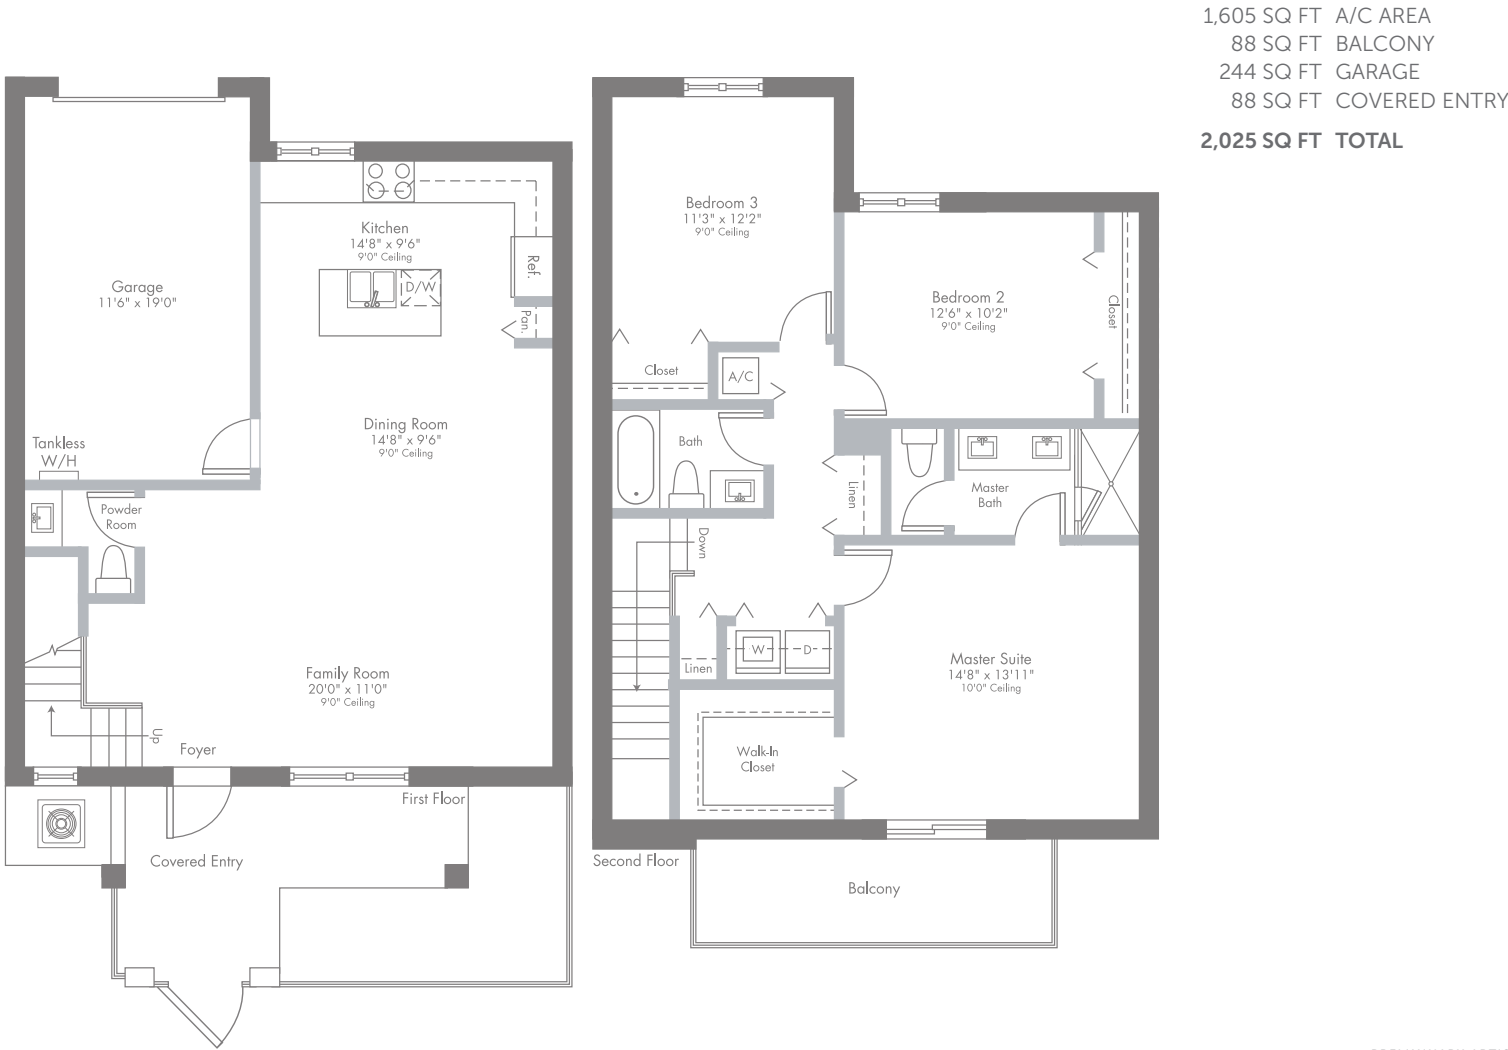 1,605 SQ FT A/C AREA
88 SQ FT BALCONY
244 SQ FT GARAGE
88 SQ FT COVERED ENTRY
2,025 SQ FT TOTAL
Garage
11'6" x 19'0"
Tankless
W/H
Powder
Room
Kitchen
14'8" x 9'6"
9'0" Ceiling
D/W
Ref.
Pan.
Dining Room
14'8" x 9'6"
9'0" Ceiling
Family Room
20'0" x 11'0"
9'0" Ceiling
Up
Foyer
First Floor
Covered Entry
Bedroom 3
11'3" x 12'2"
9'0" Ceiling
Closet
A/C
Bedroom 2
12'6" x 10'2"
9'0" Ceiling
Closet
Bath
Linen
Master
Bath
Down
Linen
W
D
Master Suite
14'8" x 13'11"
10'0" Ceiling
Walk-In
Closet
Second Floor
Balcony